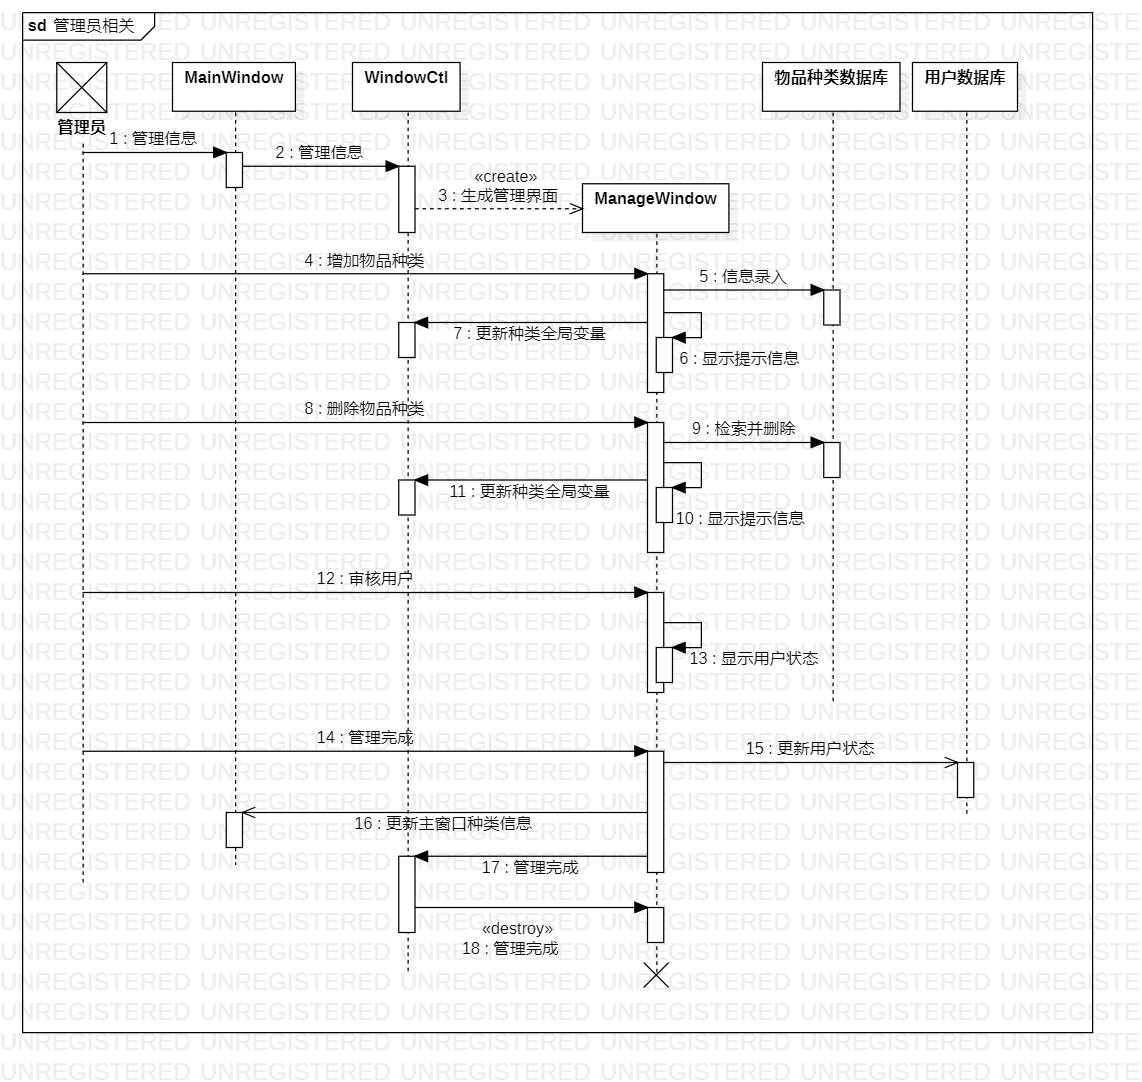 sd 管理员相关
管理员
MainWindow
WindowCtl
物品种类数据库
用户数据库
1 : 管理信息
2 : 管理信息
«create»
3 : 生成管理界面
ManageWindow
4 : 增加物品种类
5 : 信息录入
7 : 更新种类全局变量
6 : 显示提示信息
8 : 删除物品种类
9 : 检索并删除
11 : 更新种类全局变量
10 : 显示提示信息
12 : 审核用户
13 : 显示用户状态
14 : 管理完成
15 : 更新用户状态
16 : 更新主窗口种类信息
17 : 管理完成
«destroy»
18 : 管理完成
UNREGISTERED